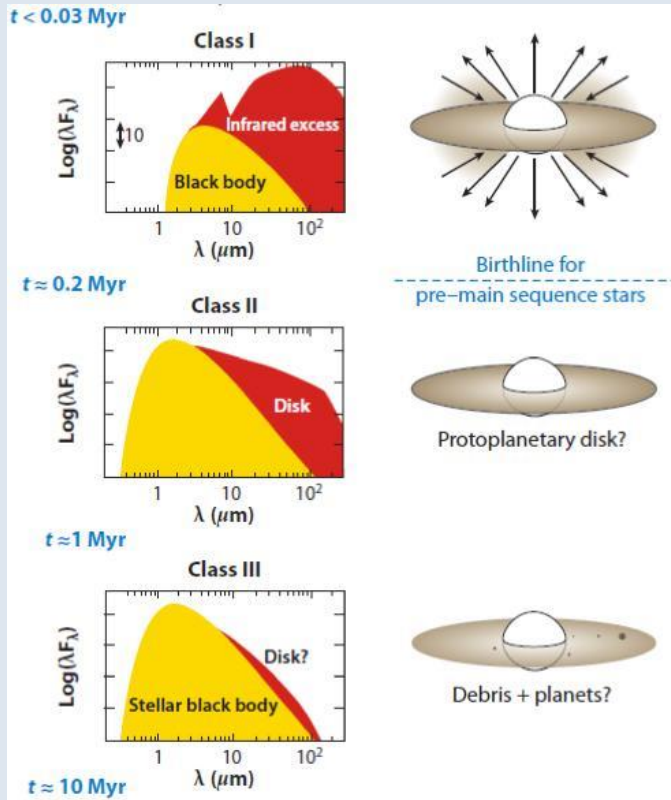 t < 0.03 Myr
Class I
Log(λFλ)
10
Infrared excess
Black body
1 10 10²
λ (μm)
Birthline for
pre–main sequence stars
t ≈ 0.2 Myr
Class II
Log(λFλ)
Disk
1 10 10²
λ (μm)
Protoplanetary disk?
t ≈1 Myr
Class III
Log(λFλ)
Disk?
Stellar black body
1 10 10²
λ (μm)
Debris + planets?
t ≈ 10 Myr